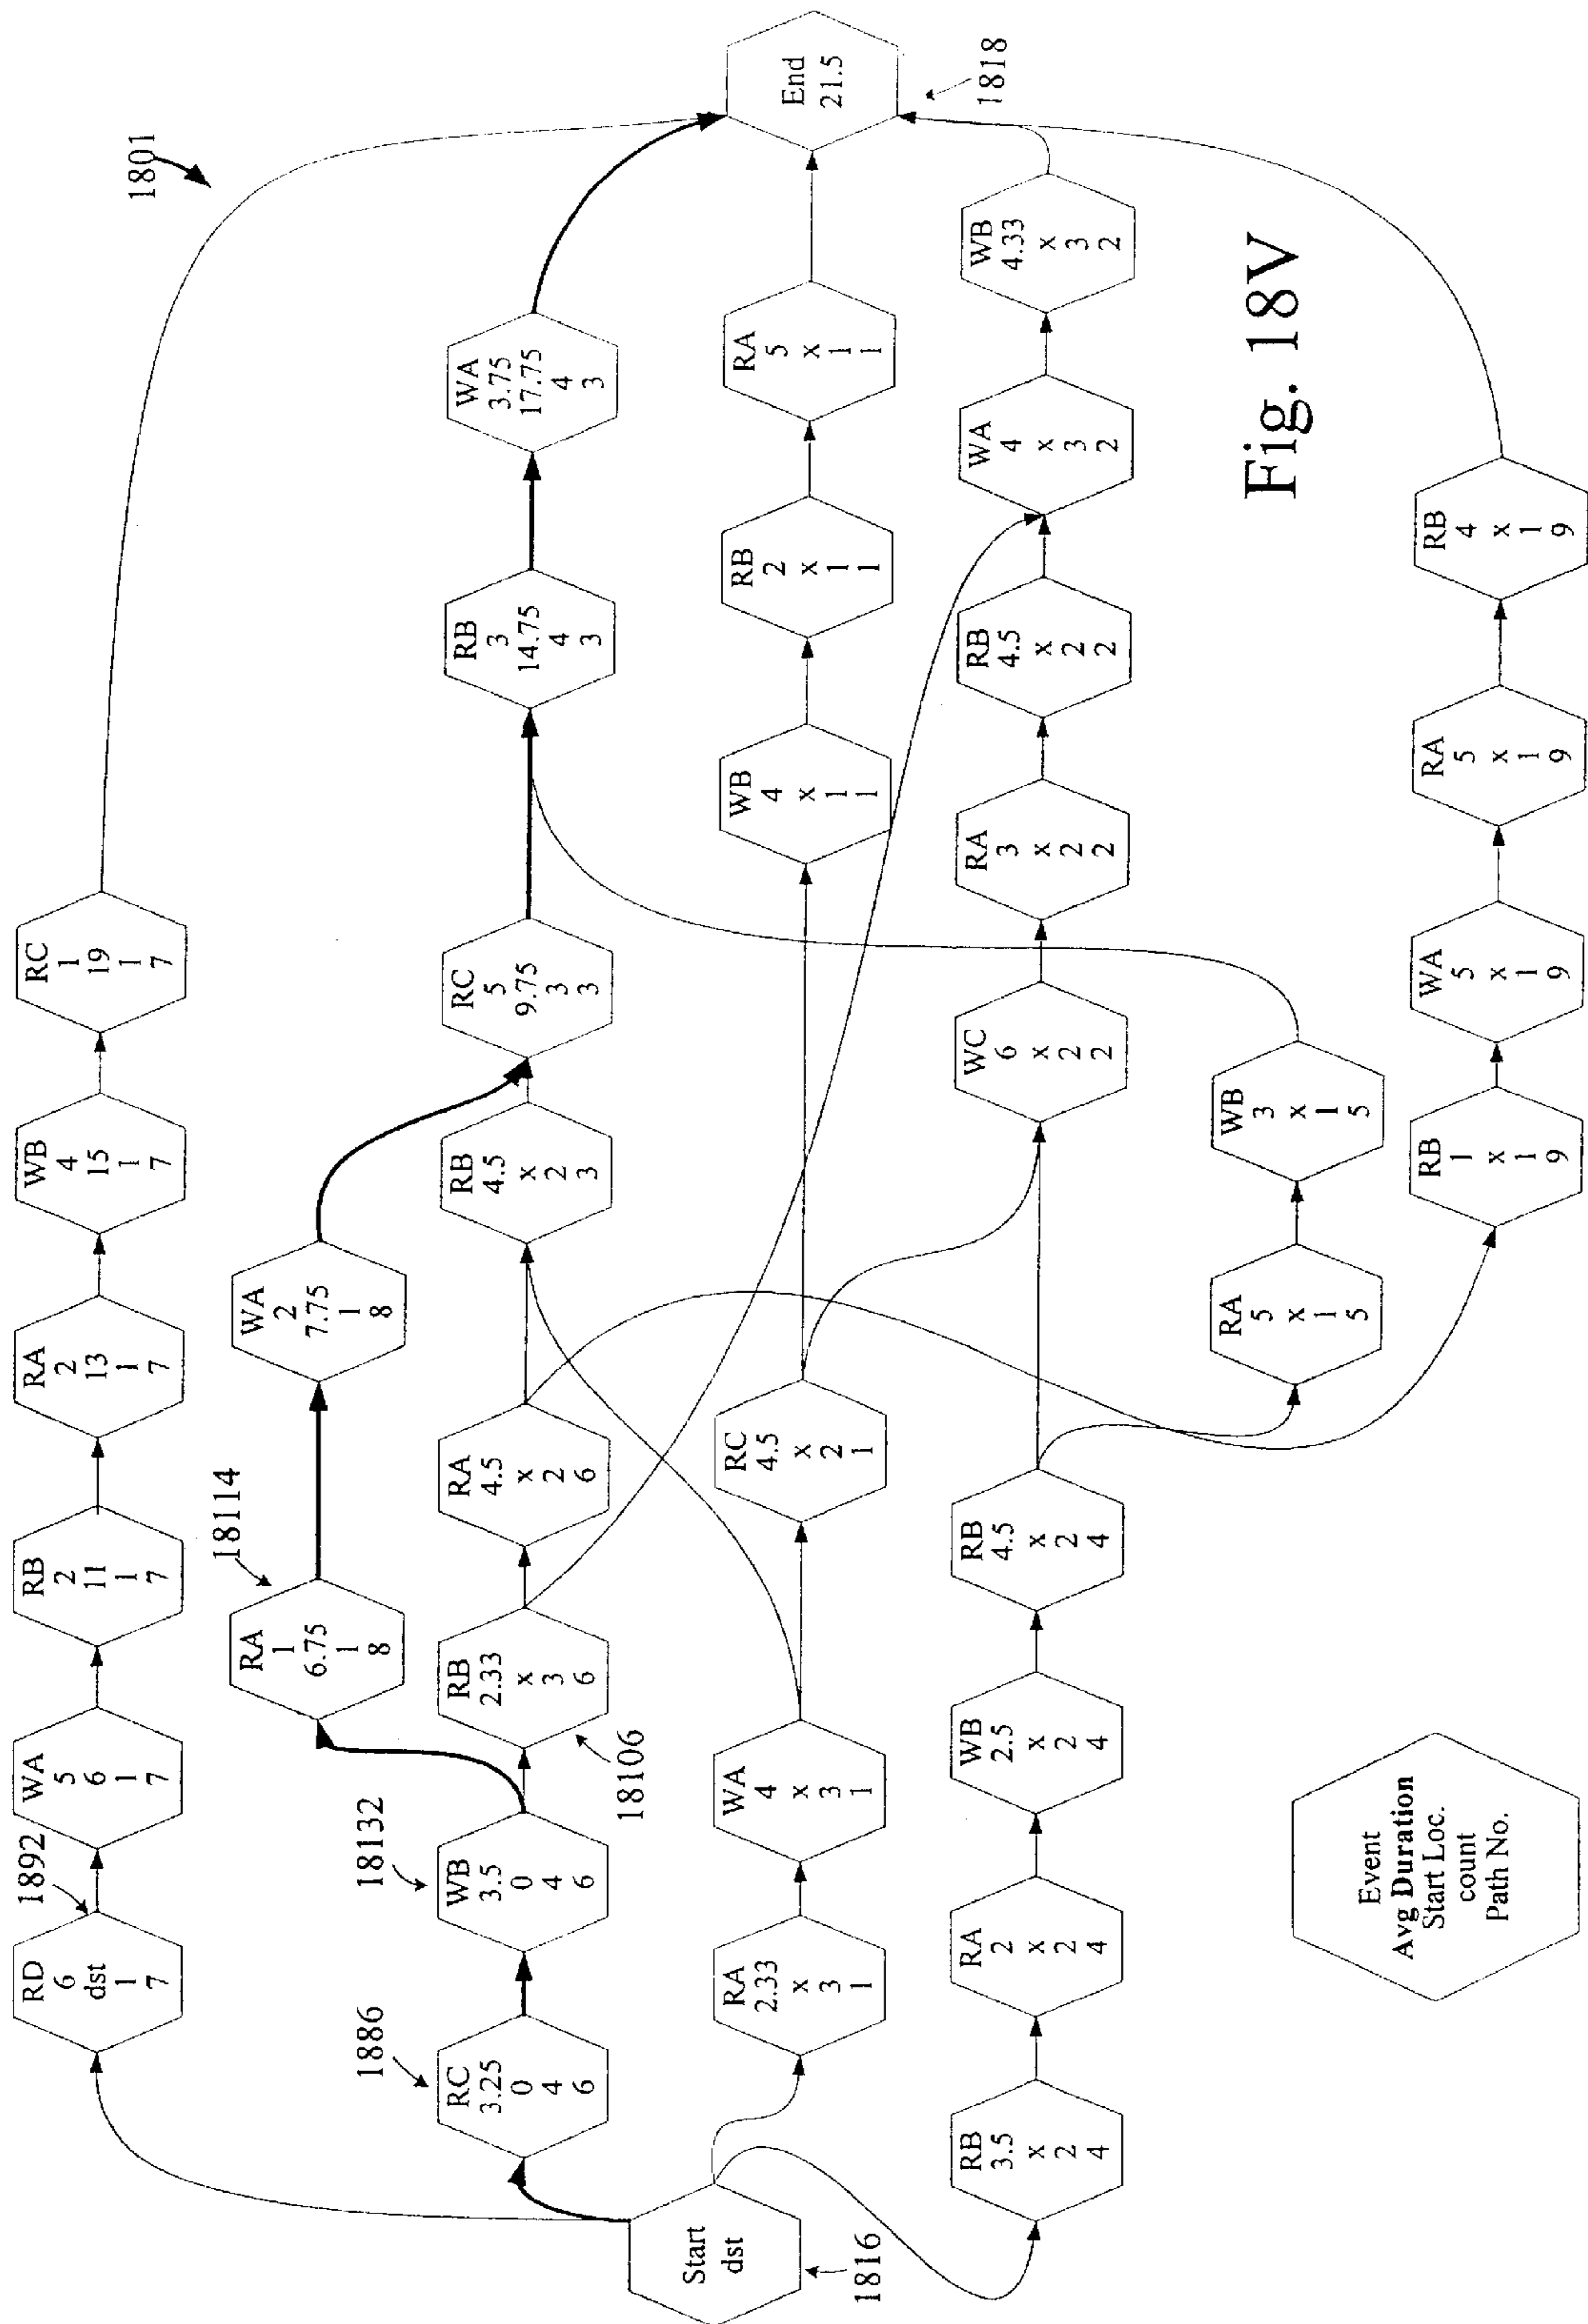 1801
RD
6
dst
1
7
1892
WA
5
6
1
7
RB
2
11
1
7
RA
2
13
1
7
WB
4
15
1
7
RC
1
19
1
7
RA
1
6.75
1
8
18114
WA
2
7.75
1
8
RC
3.25
0
4
6
1886
WB
3.5
0
4
6
18132
RB
2.33
x
3
6
18106
RA
4.5
x
2
6
RB
4.5
x
2
3
RC
5
9.75
3
3
RB
3
14.75
4
3
WA
3.75
17.75
4
3
Start
dst
1816
RA
2.33
x
3
1
WA
4
x
3
1
RC
4.5
x
2
1
WB
4
x
1
1
RB
2
x
1
1
RA
5
x
1
1
End
21.5
1818
RB
3.5
x
2
4
RA
2
x
2
4
WB
2.5
x
2
4
RB
4.5
x
2
4
WC
6
x
2
2
RA
3
x
2
2
RB
4.5
x
2
2
WA
4
x
3
2
WB
4.33
x
3
2
RA
5
x
1
5
WB
3
x
1
5
RB
1
x
1
9
WA
5
x
1
9
RA
5
x
1
9
RB
4
x
1
9
Event
Avg Duration
Start Loc.
count
Path No.
Fig. 18V